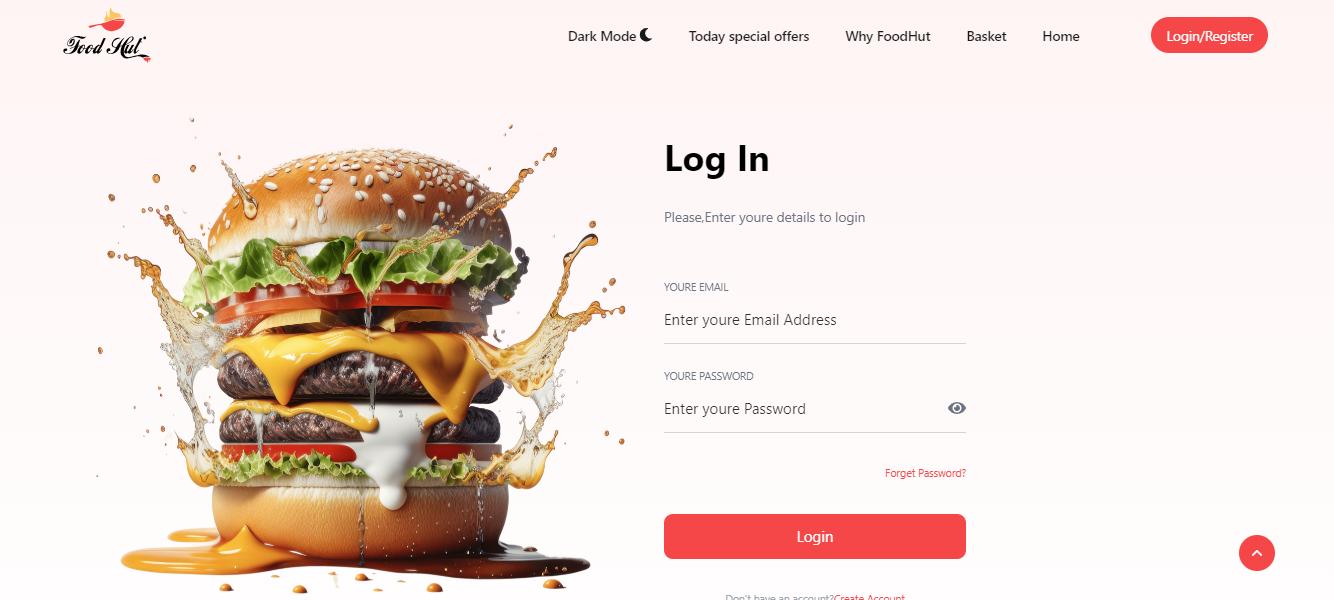 Food Hut
Dark Mode
Today special offers
Why FoodHut
Basket
Home
Login/Register
Log In
Please,Enter youre details to login
YOURE EMAIL
Enter youre Email Address
YOURE PASSWORD
Enter youre Password
Forget Password?
Login
Don't have an account?Create Account